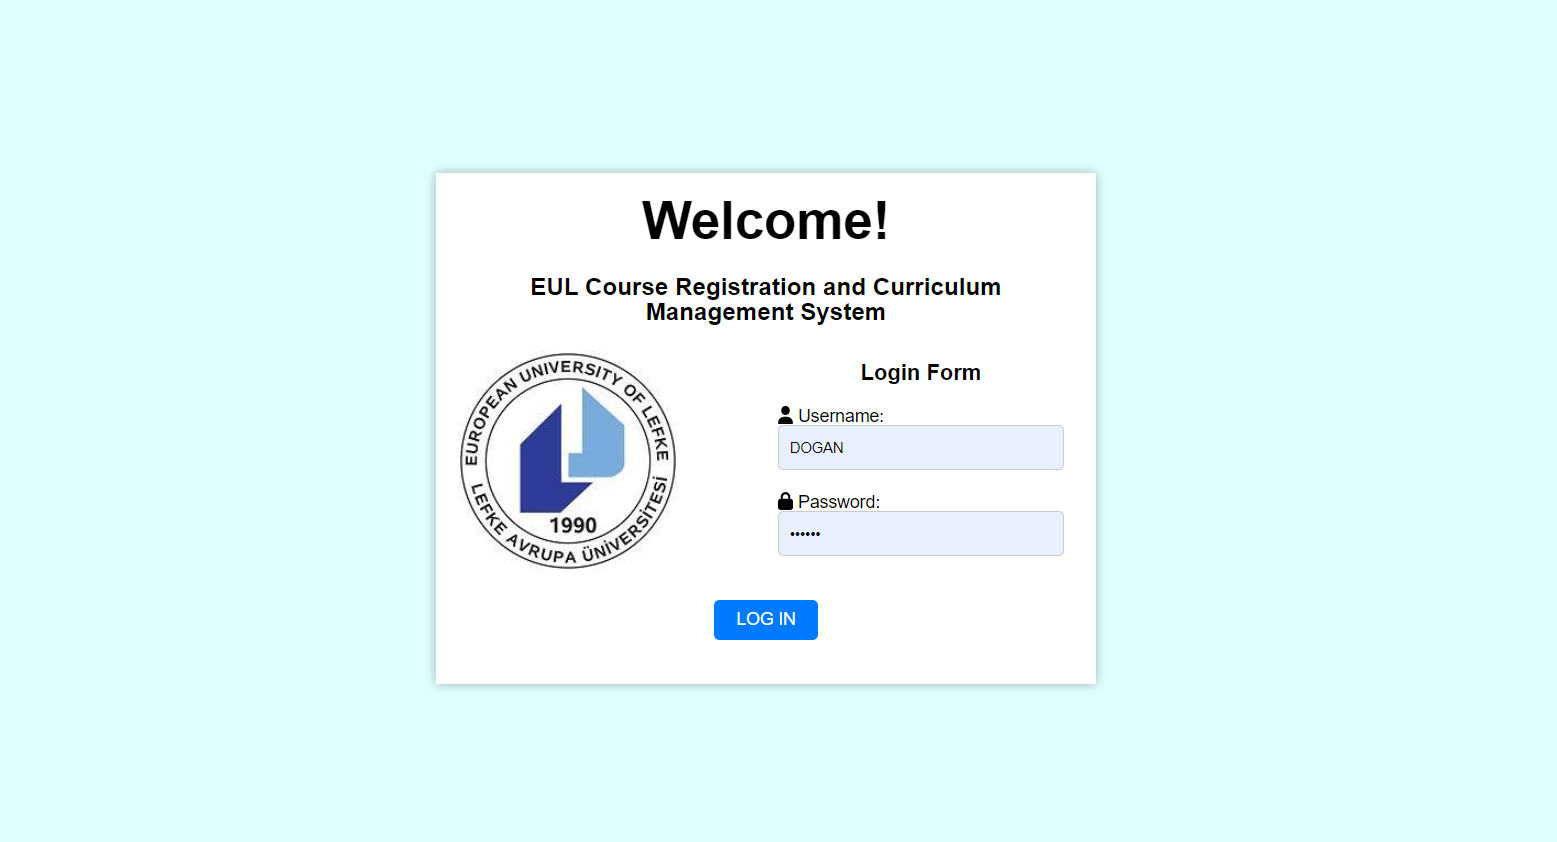 Welcome!
EUL Course Registration and Curriculum
Management System
EUROPEAN UNIVERSITY OF LEFKE
1990
LEFKE AVRUPA ÜNİVERSİTESİ
Login Form
Username:
DOGAN
Password:
••••••
LOG IN